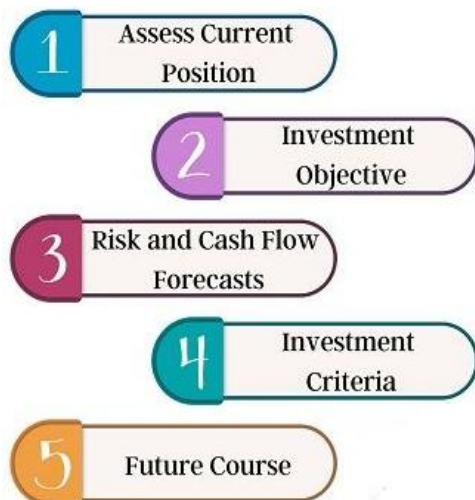 1
Assess Current
Position
2
Investment
Objective
3
Risk and Cash Flow
Forecasts
4
Investment
Criteria
5
Future Course